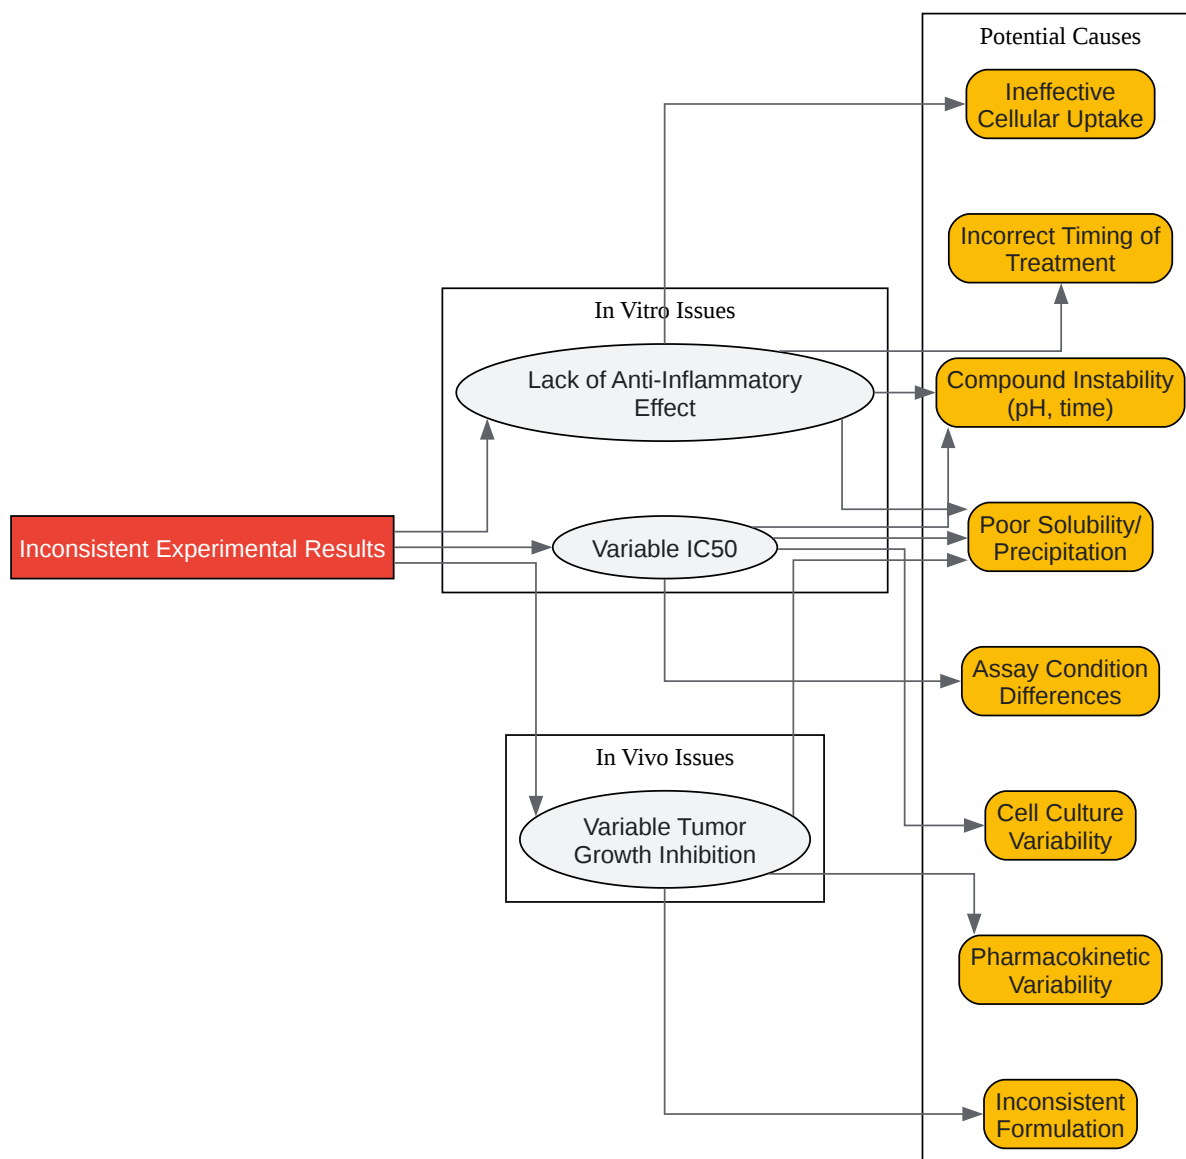 Potential Causes
Ineffective
Cellular Uptake
Incorrect Timing of
Treatment
In Vitro Issues
Lack of Anti-Inflammatory
Effect
Compound Instability
(pH, time)
Inconsistent Experimental Results
Variable IC50
Poor Solubility/
Precipitation
Assay Condition
Differences
In Vivo Issues
Variable Tumor
Growth Inhibition
Cell Culture
Variability
Pharmacokinetic
Variability
Inconsistent
Formulation